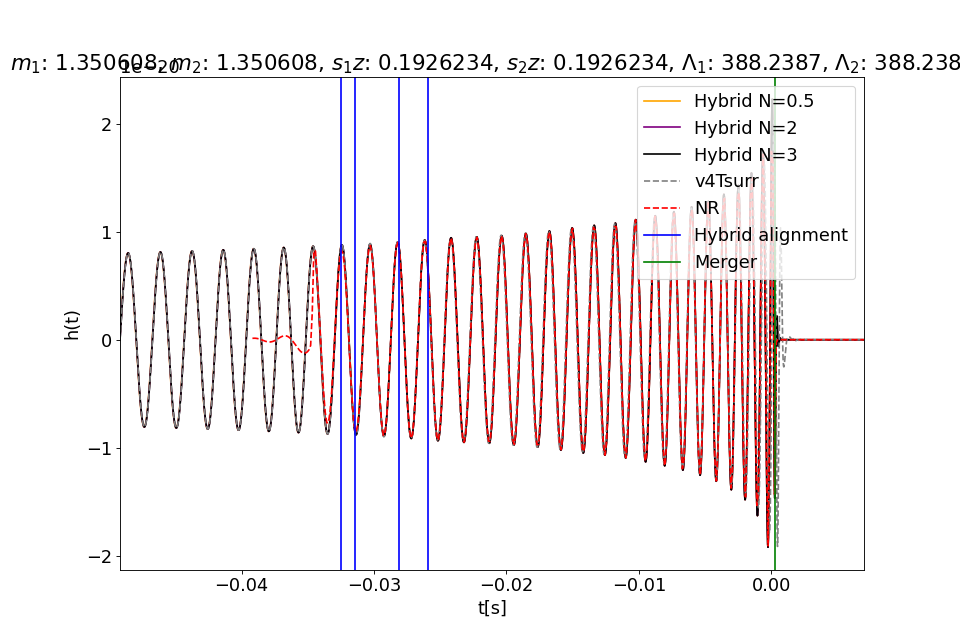 m₁: 1.350608, m₂: 1.350608, s₁z: 0.1926234, s₂z: 0.1926234, Λ₁: 388.2387, Λ₂: 388.238
1e−20
Hybrid N=0.5
Hybrid N=2
Hybrid N=3
v4Tsurr
NR
Hybrid alignment
Merger
2
1
0
−1
−2
h(t)
−0.04
−0.03
−0.02
−0.01
0.00
t[s]